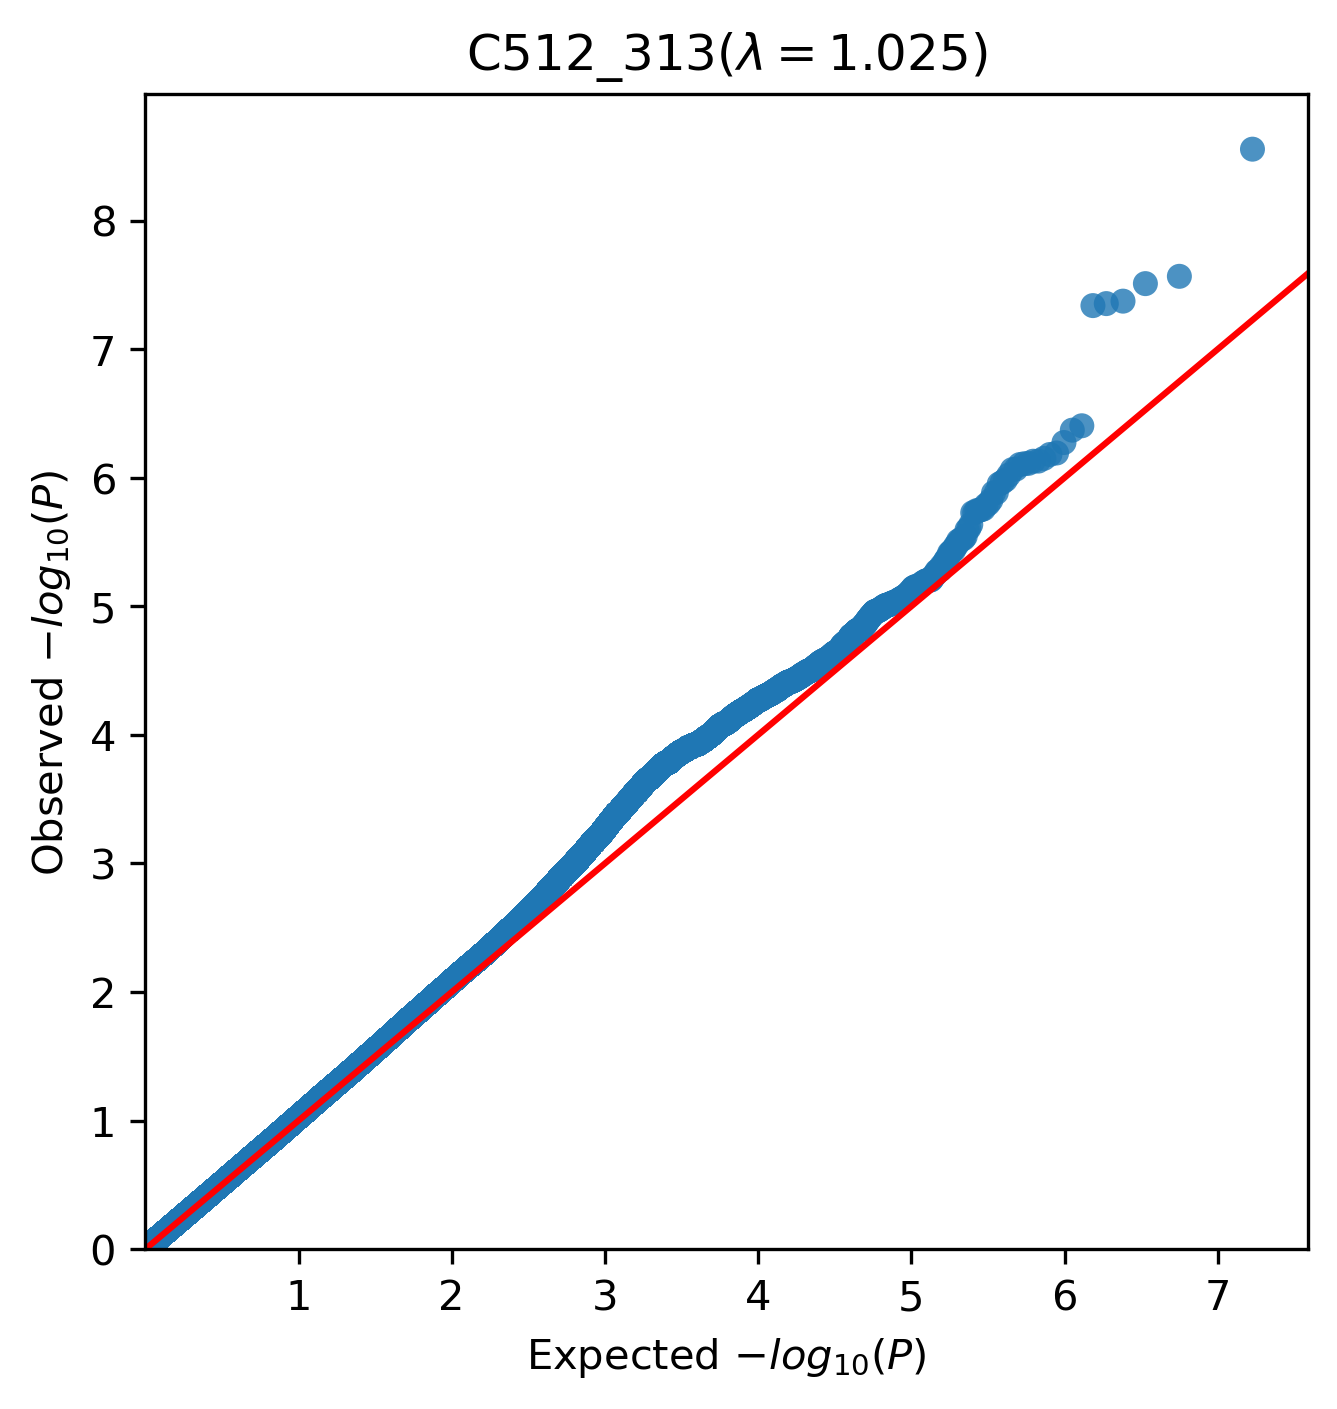 C512_313(λ = 1.025)
Observed −log10(P)
8
7
6
5
4
3
2
1
0
1 2 3 4 5 6 7
Expected −log10(P)